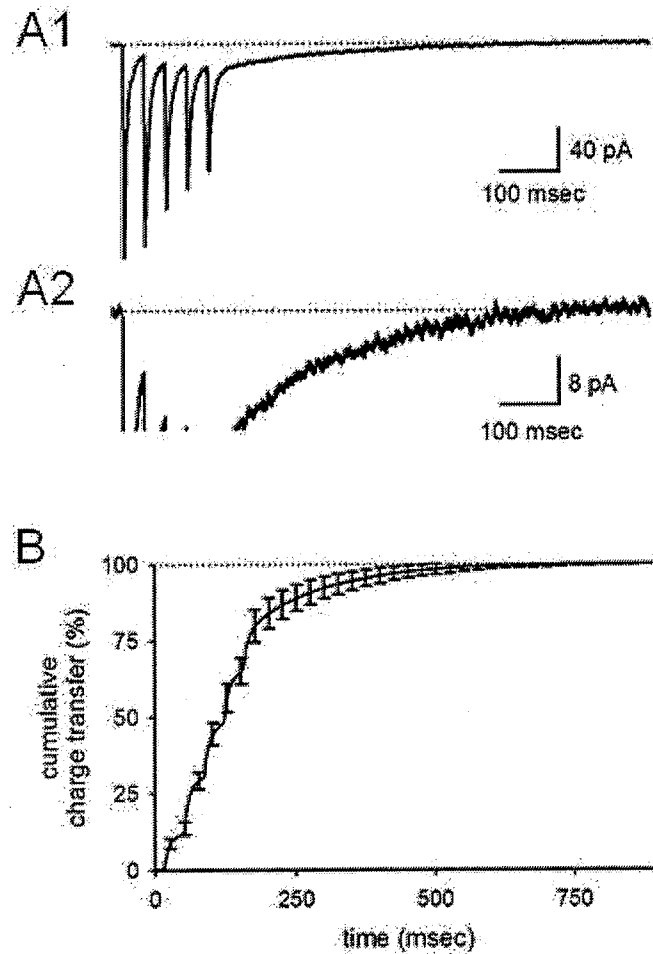 A1
40 pA
100 msec
A2
8 pA
100 msec
B
100
75
50
25
0
cumulative
charge transfer (%)
0 250 500 750
time (msec)